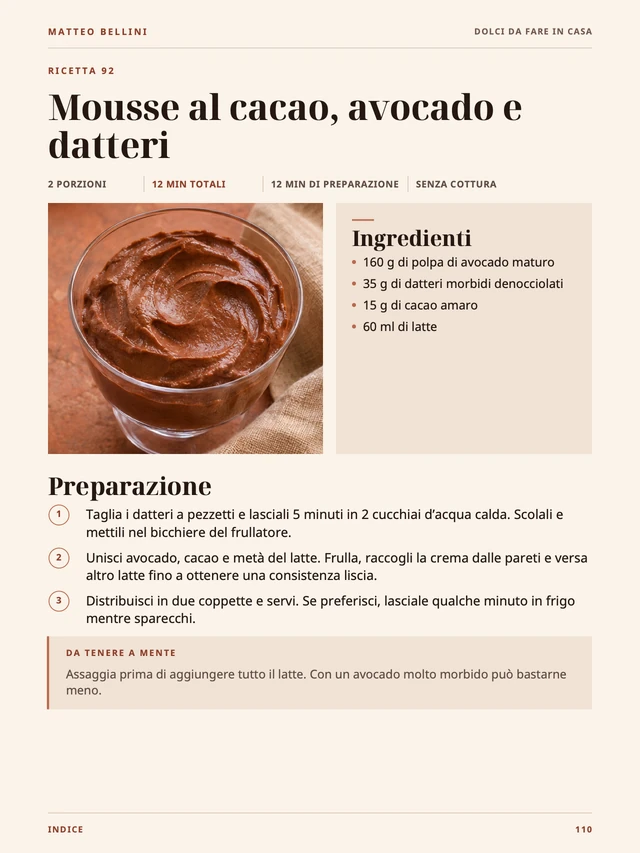 MATTEO BELLINI
DOLCI DA FARE IN CASA
RICETTA 92
Mousse al cacao, avocado e
datteri
2 PORZIONI
12 MIN TOTALI
12 MIN DI PREPARAZIONE
SENZA COTTURA
Ingredienti
• 160 g di polpa di avocado maturo
• 35 g di datteri morbidi denocciolati
• 15 g di cacao amaro
• 60 ml di latte
Preparazione
1 Taglia i datteri a pezzetti e lasciali 5 minuti in 2 cucchiai d’acqua calda. Scolali e
mettili nel bicchiere del frullatore.
2 Unisci avocado, cacao e metà del latte. Frulla, raccogli la crema dalle pareti e versa
altro latte fino a ottenere una consistenza liscia.
3 Distribuisci in due coppette e servi. Se preferisci, lasciale qualche minuto in frigo
mentre sparecchi.
DA TENERE A MENTE
Assaggia prima di aggiungere tutto il latte. Con un avocado molto morbido può bastarne
meno.
INDICE
110